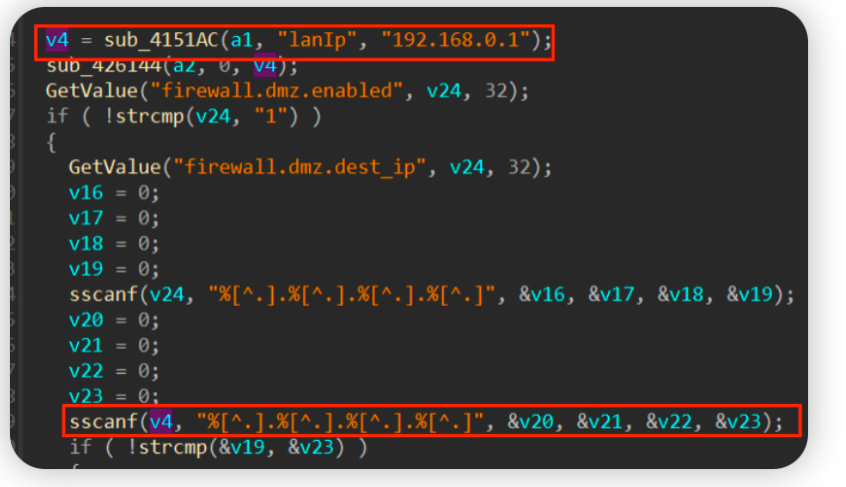 v4 = sub_4151AC(a1, "lanIp", "192.168.0.1");
sub_426144(a2, 0, v4);
GetValue("firewall.dmz.enabled", v24, 32);
if ( !strcmp(v24, "1") )
{
GetValue("firewall.dmz.dest_ip", v24, 32);
v16 = 0;
v17 = 0;
v18 = 0;
v19 = 0;
sscanf(v24, "%[^.].%[^.].%[^.].%[^.]", &v16, &v17, &v18, &v19);
v20 = 0;
v21 = 0;
v22 = 0;
v23 = 0;
sscanf(v4, "%[^.].%[^.].%[^.].%[^.]", &v20, &v21, &v22, &v23);
if ( !strcmp(&v19, &v23) )